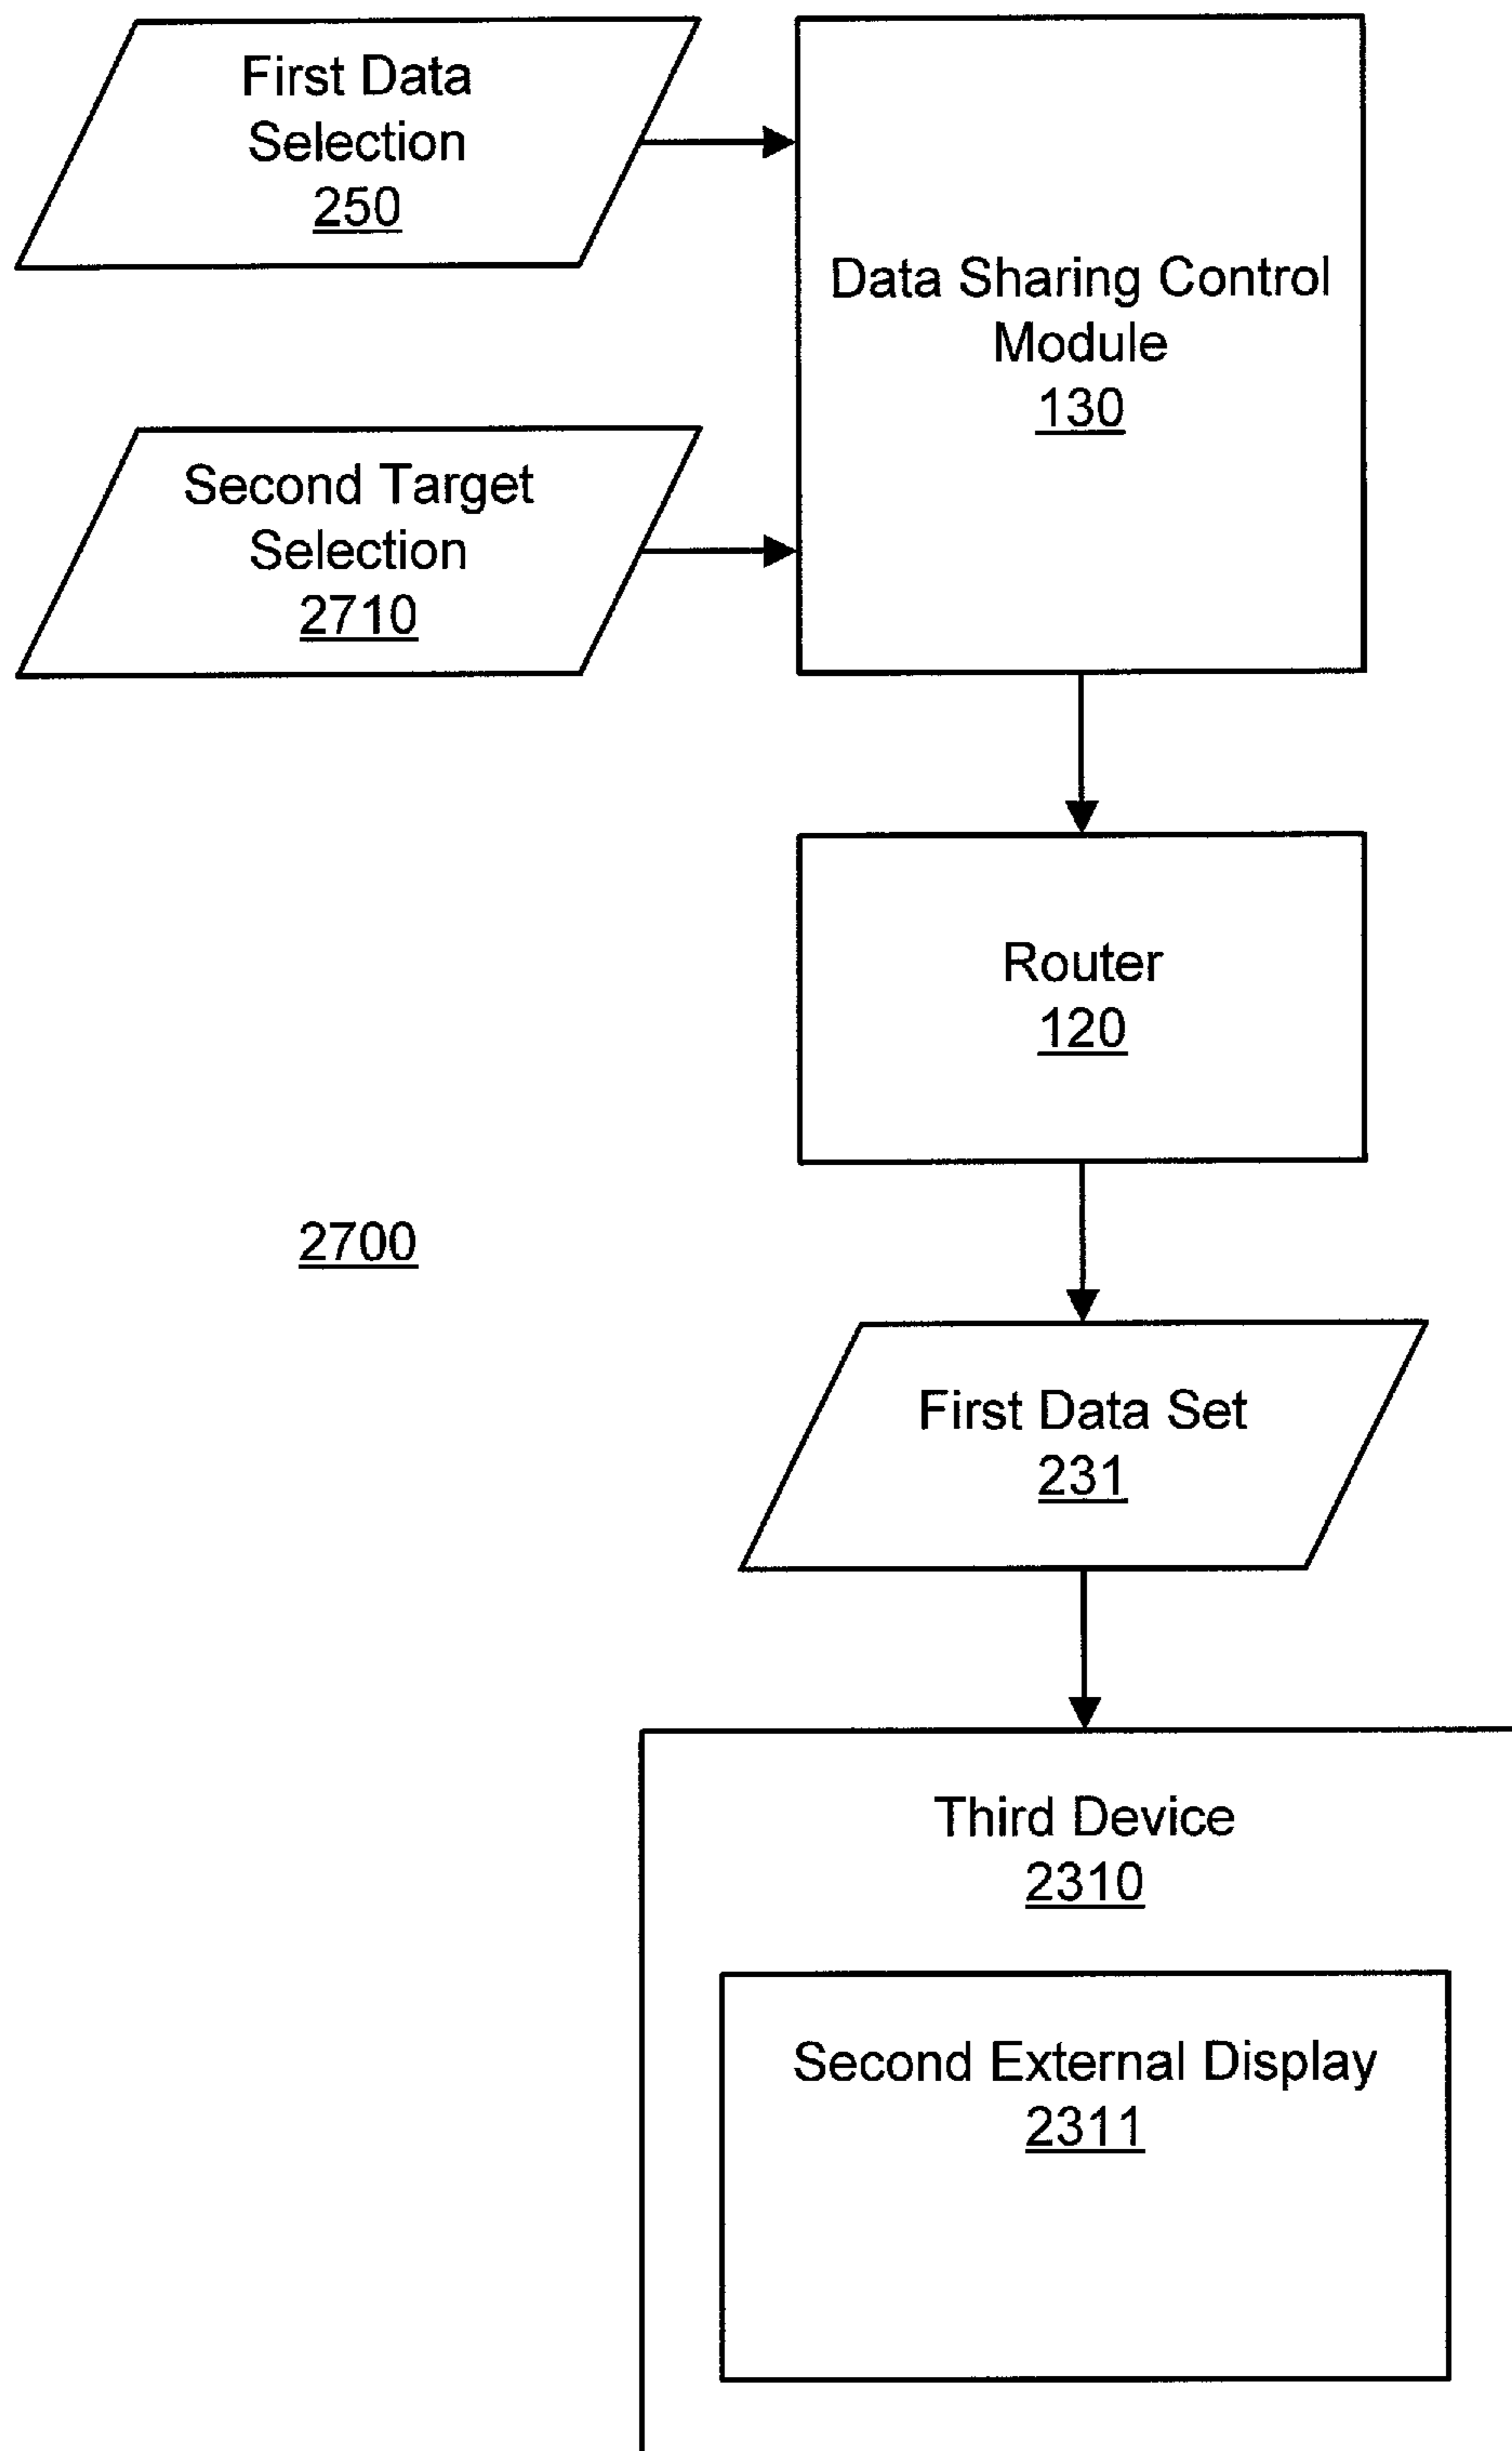 First Data
Selection
250
Data Sharing Control
Module
130
Second Target
Selection
2710
Router
120
2700
First Data Set
231
Third Device
2310
Second External Display
2311